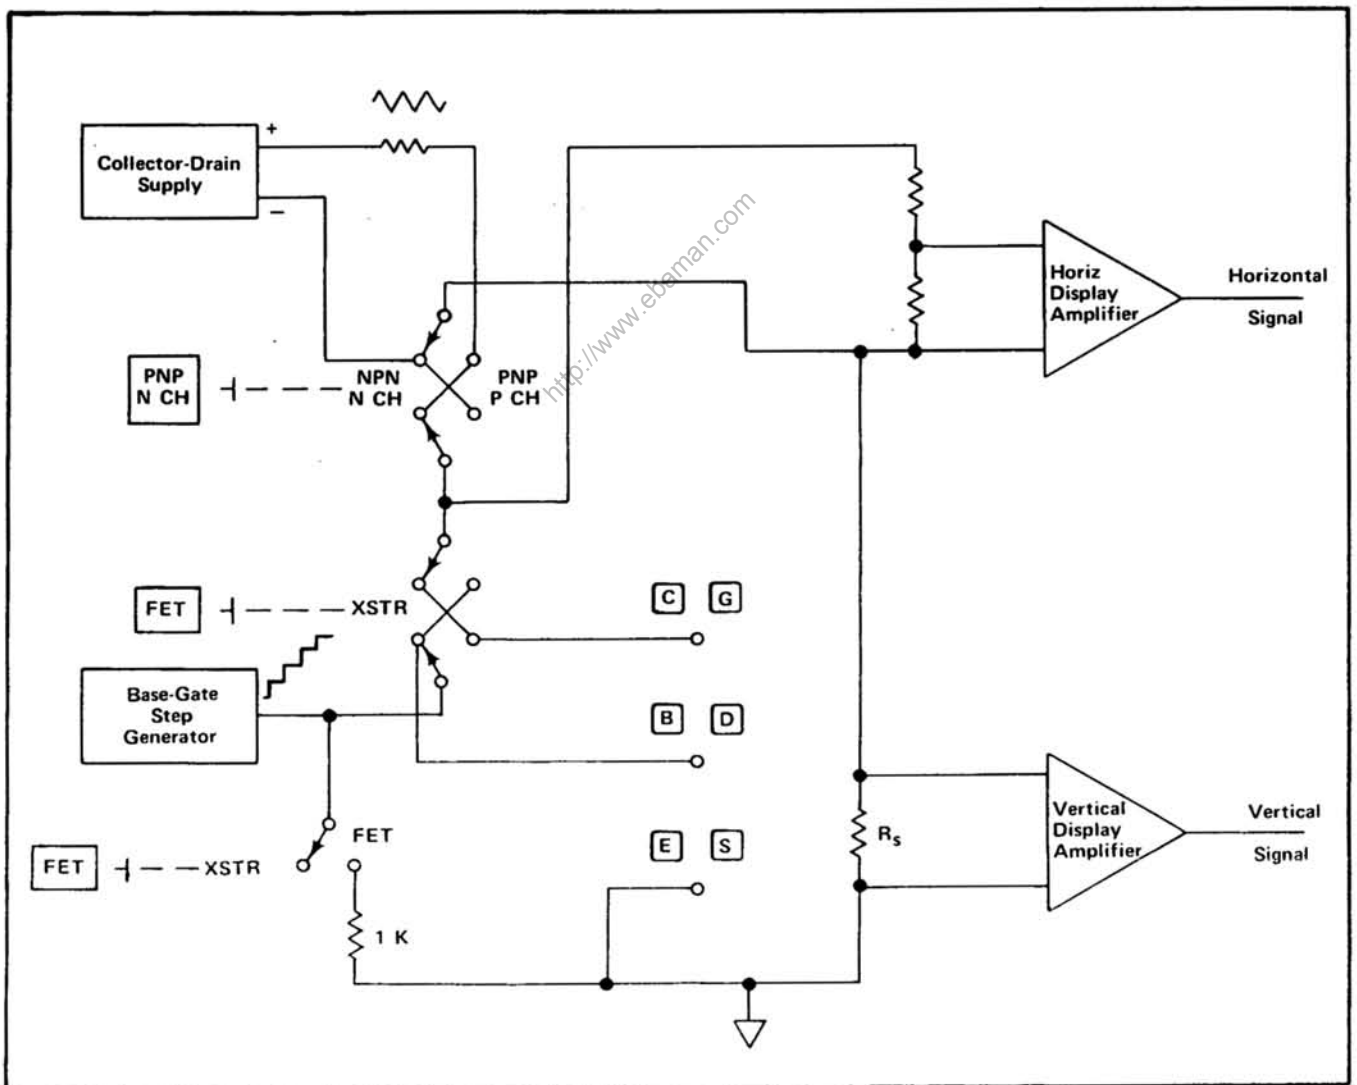 +
Collector-Drain
Supply
−
http://www.ebaman.com
Horiz
Display
Amplifier
Horizontal
Signal
PNP
N CH
NPN
N CH
PNP
P CH
FET
XSTR
C
G
Base-Gate
Step
Generator
B
D
Vertical
Display
Amplifier
Vertical
Signal
Rs
FET
E
S
FET
XSTR
1 K